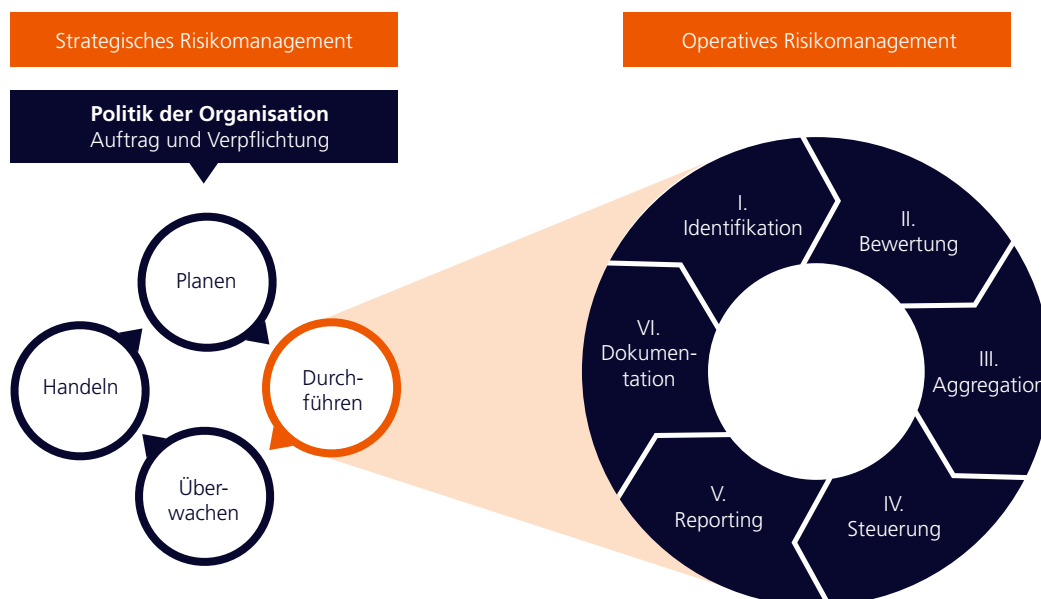 Strategisches Risikomanagement
Operatives Risikomanagement
Politik der Organisation
Auftrag und Verpflichtung
Planen
Durch-
führen
Über-
wachen
Handeln
I.
Identifikation
II.
Bewertung
III.
Aggregation
IV.
Steuerung
V.
Reporting
VI.
Dokumen-
tation